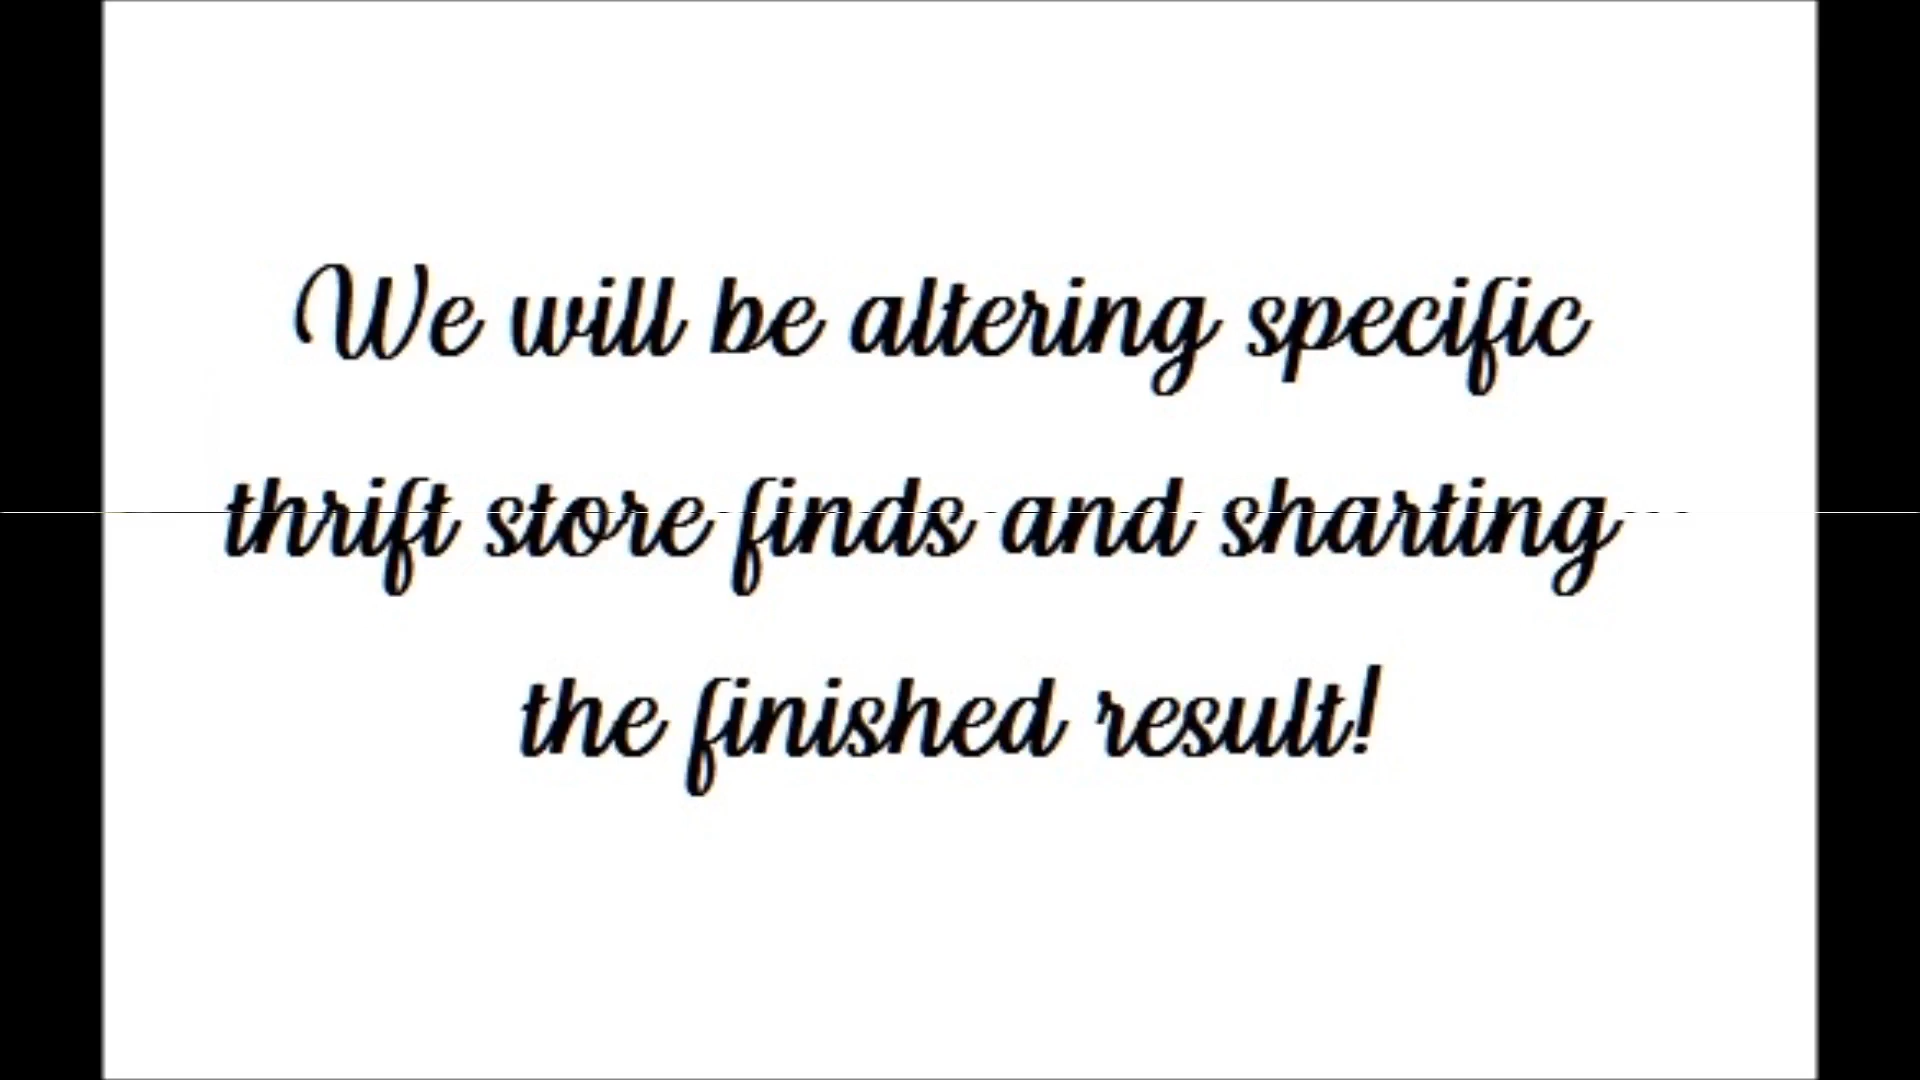 We will be altering specific
thrift store finds and sharting
the finished result!